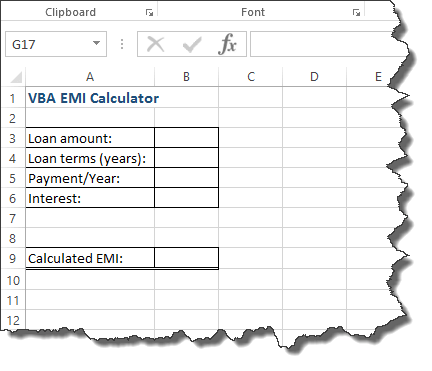 Clipboard Font
G17 fx
A B C D E
1 VBA EMI Calculator
2
3 Loan amount:
4 Loan terms (years):
5 Payment/Year:
6 Interest:
7
8
9 Calculated EMI:
10
11
12